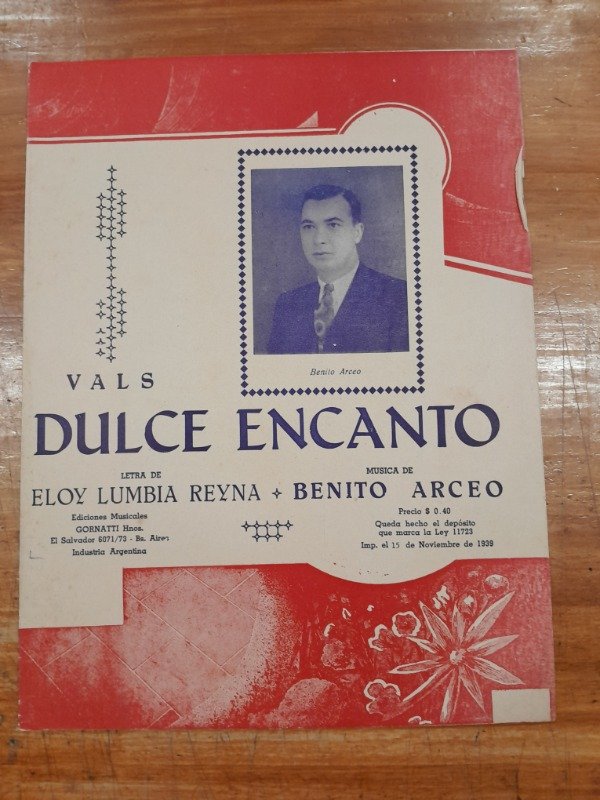 Benito Arceo
VALS
DULCE ENCANTO
LETRA DE
ELOY LUMBIA REYNA + BENITO ARCEO
MUSICA DE
Ediciones Musicales
GORNATTI Hnos.
El Salvador 6071/73 - Bs. Aires
Industria Argentina
Precio $ 0.40
Queda hecho el depósito
que marca la Ley 11723
Imp. el 15 de Noviembre de 1939